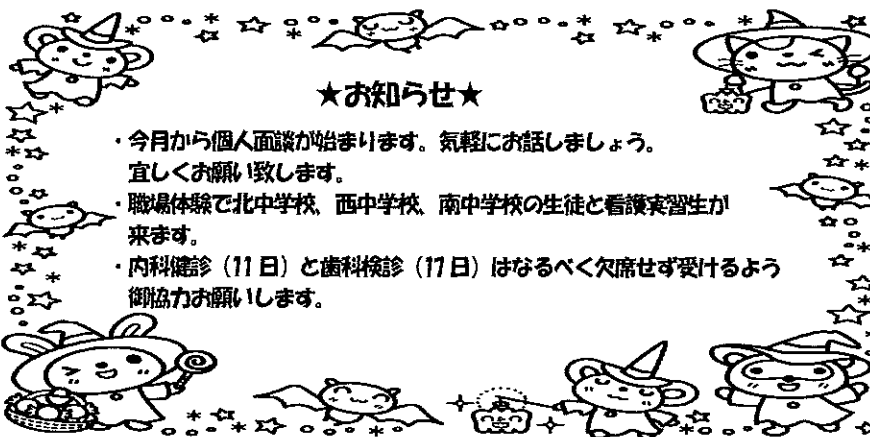 ★お知らせ★
・今月から個人面談が始まります。気軽にお話しましょう。
宜しくお願い致します。
・職場体験で北中学校、西中学校、南中学校の生徒と看護実習生が
来ます。
・内科健診（11日）と歯科検診（17日）はなるべく欠席せず受けるよう
御協力お願いします。